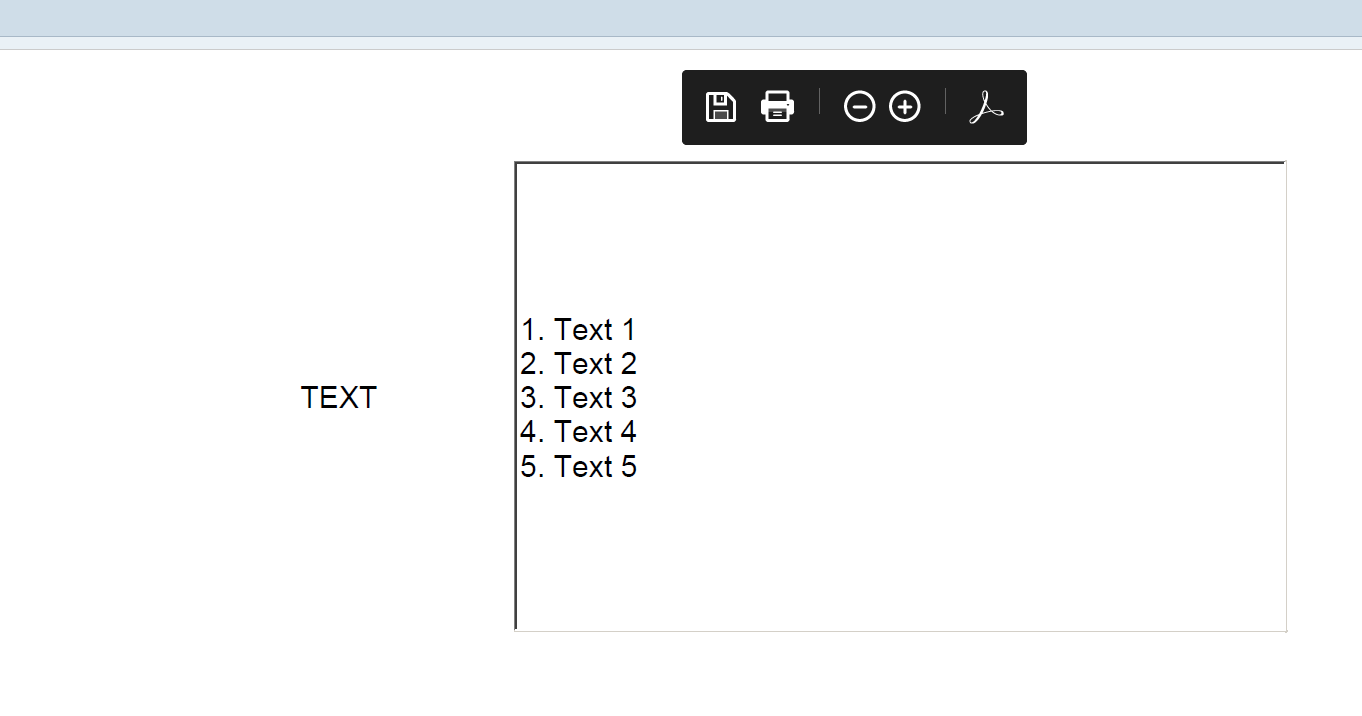 TEXT
1. Text 1
2. Text 2
3. Text 3
4. Text 4
5. Text 5